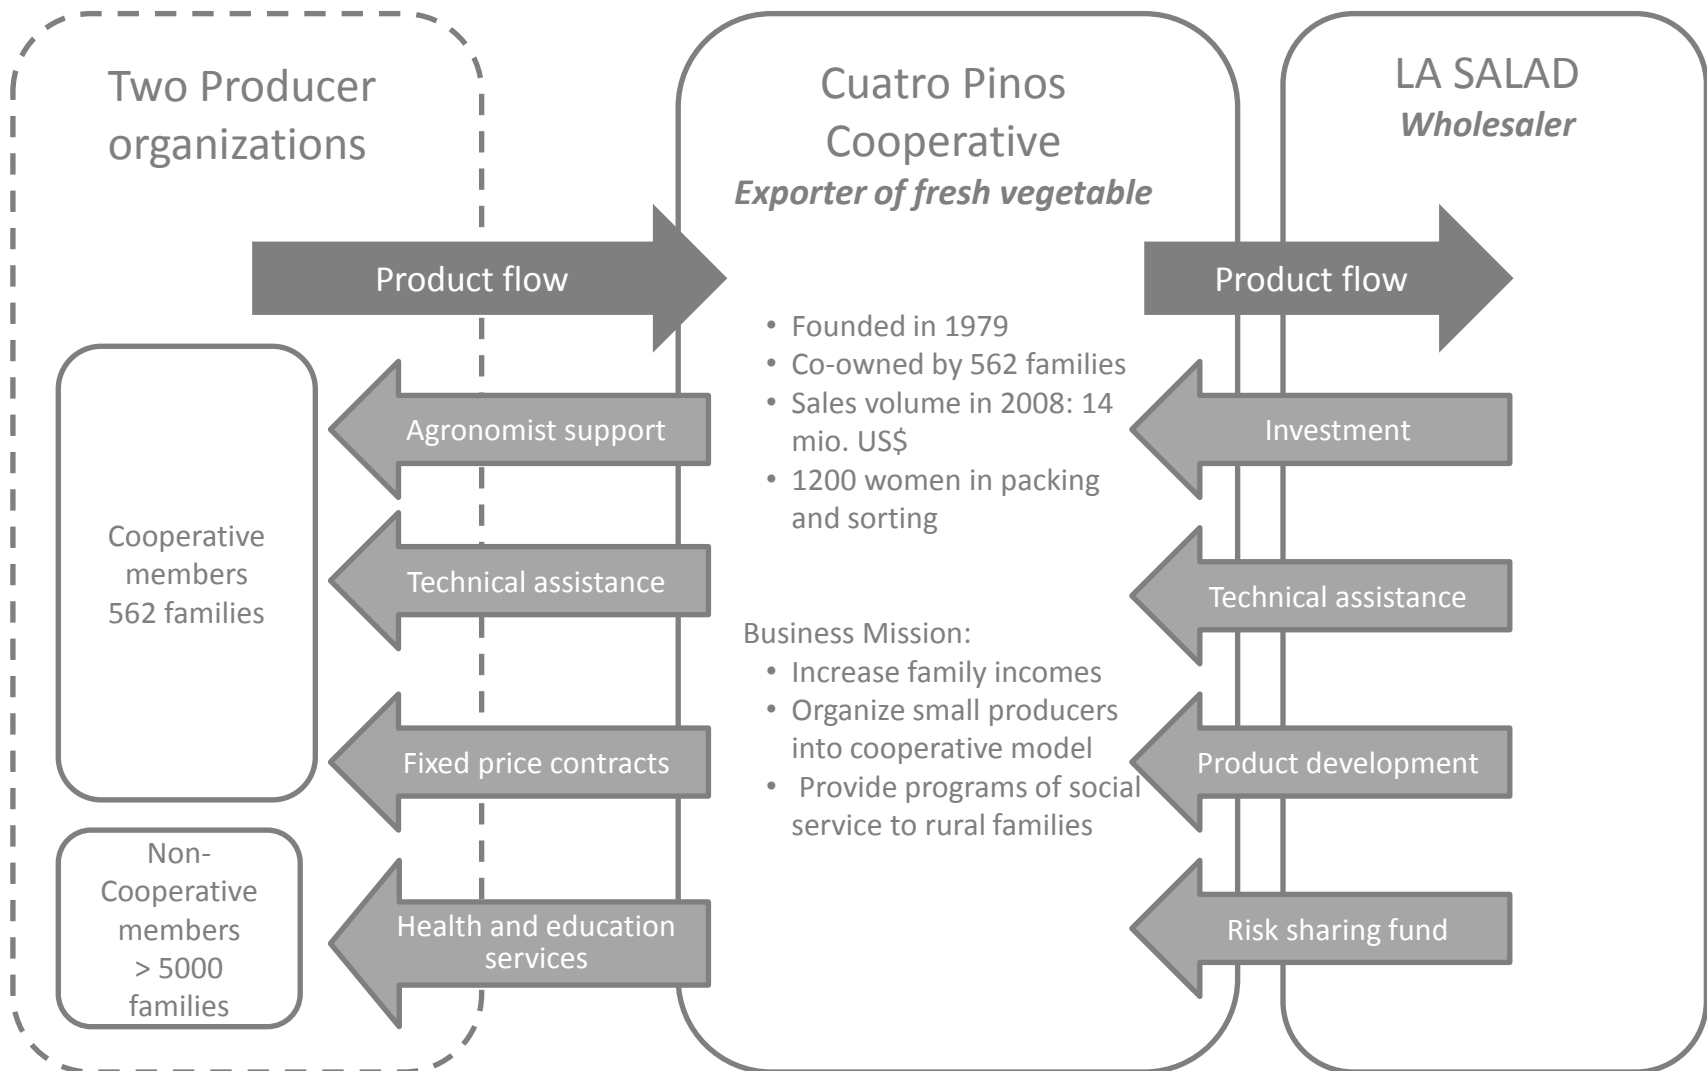 Two Producer
organizations
Product flow
Cooperative
members
562 families
Non-
Cooperative
members
> 5000
families
Agronomist support
Technical assistance
Fixed price contracts
Health and education
services
Cuatro Pinos
Cooperative
Exporter of fresh vegetable
• Founded in 1979
• Co-owned by 562 families
• Sales volume in 2008: 14
mio. US$
• 1200 women in packing
and sorting
Business Mission:
• Increase family incomes
• Organize small producers
into cooperative model
• Provide programs of social
service to rural families
LA SALAD
Wholesaler
Product flow
Investment
Technical assistance
Product development
Risk sharing fund